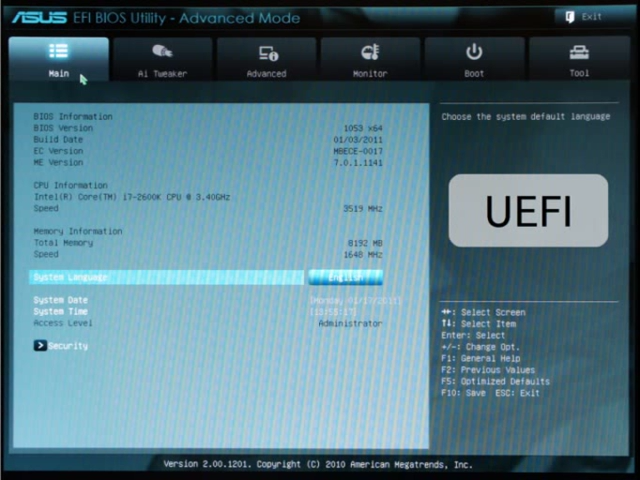 ASUS EFI BIOS Utility - Advanced Mode
Exit
Main
Ai Tweaker
Advanced
Monitor
Boot
Tool
BIOS Information
BIOS Version 1053 x64
Build Date 01/03/2011
EC Version MBECE-0017
ME Version 7.0.1.1141
CPU Information
Intel(R) Core(TM) i7-2600K CPU @ 3.40GHz
Speed 3519 MHz
Memory Information
Total Memory 8192 MB
Speed 1648 MHz
System Language English
System Date [Monday 01/17/2011]
System Time
Access Level Administrator
> Security
Choose the system default language
UEFI
↔: Select Screen
↑↓: Select Item
Enter: Select
+/-: Change Opt.
F1: General Help
F2: Previous Values
F5: Optimized Defaults
F10: Save ESC: Exit
Version 2.00.1201. Copyright (C) 2010 American Megatrends, Inc.